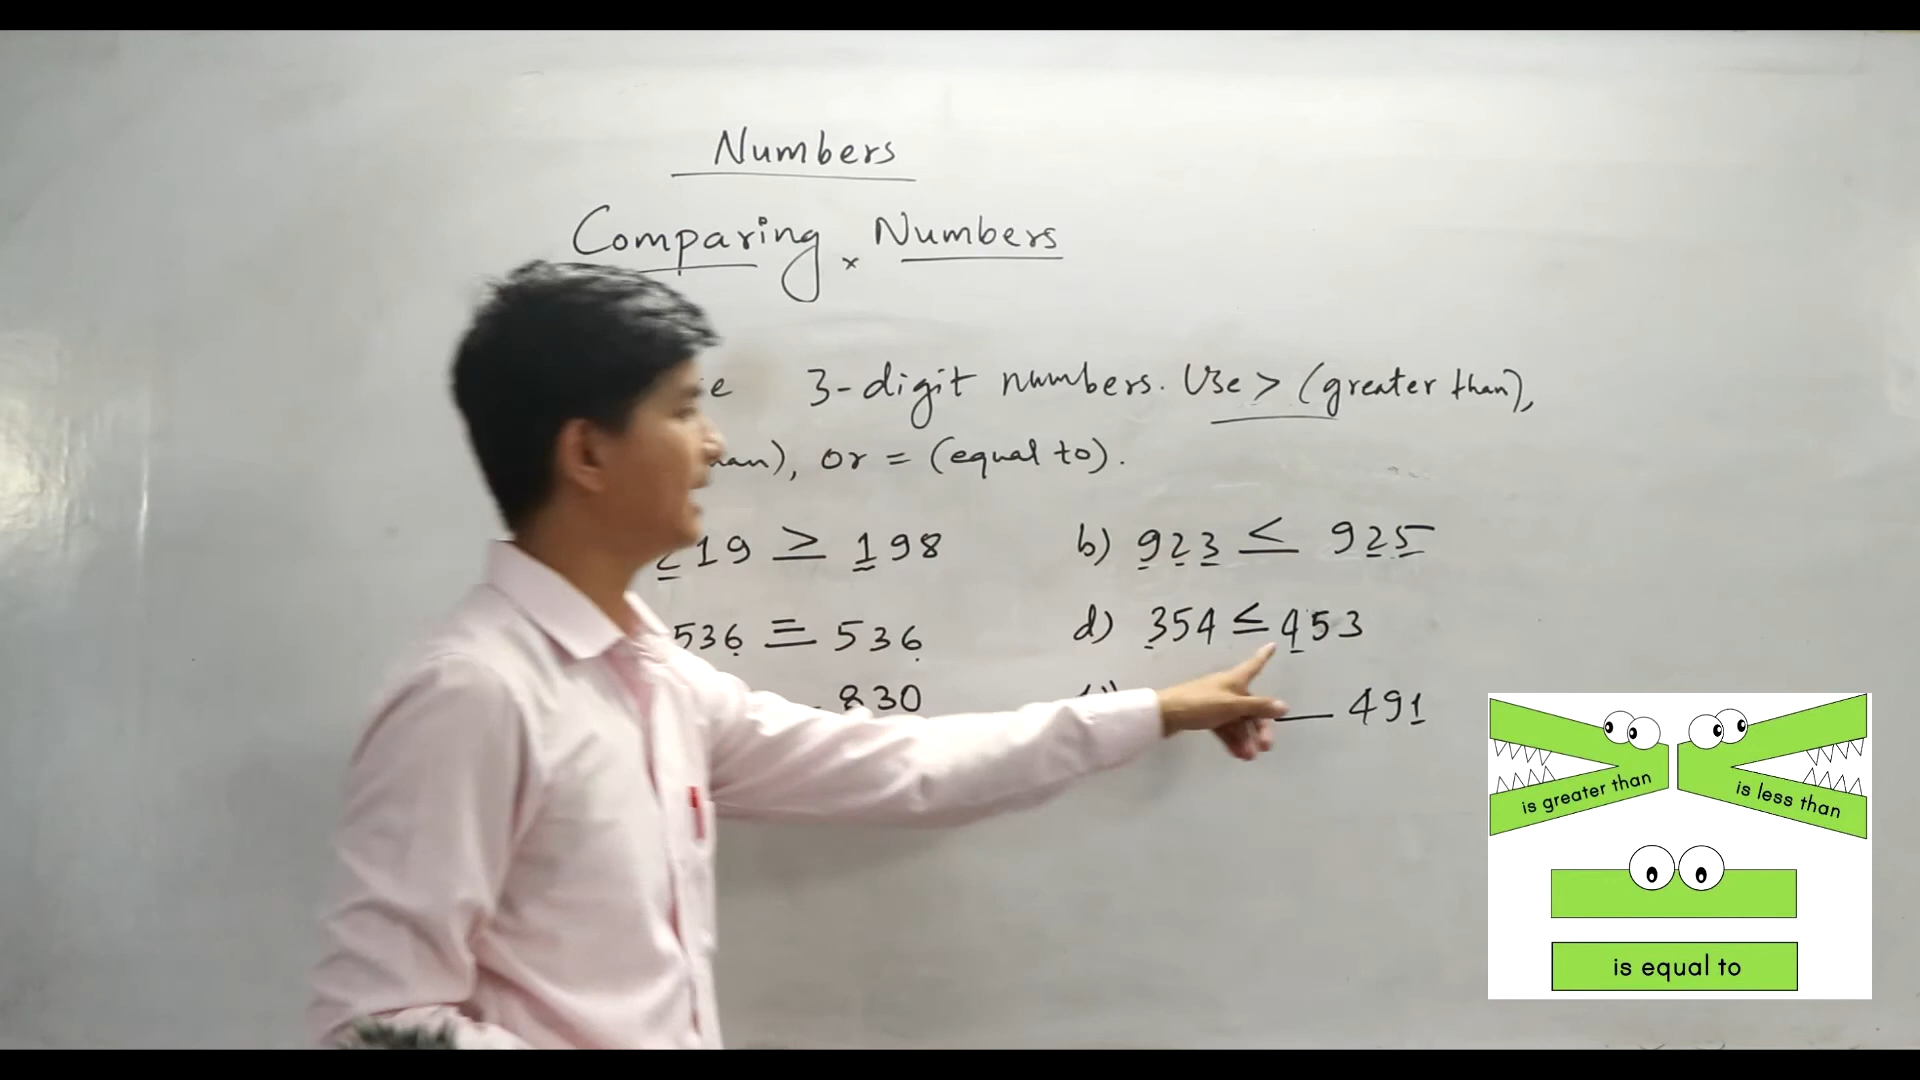 Numbers
Comparing Numbers
3-digit numbers. Use > (greater than),
or = (equal to).
19 > 198
b) 923 < 925
536 = 536
d) 354 < 453
830
491
is greater than
is less than
is equal to